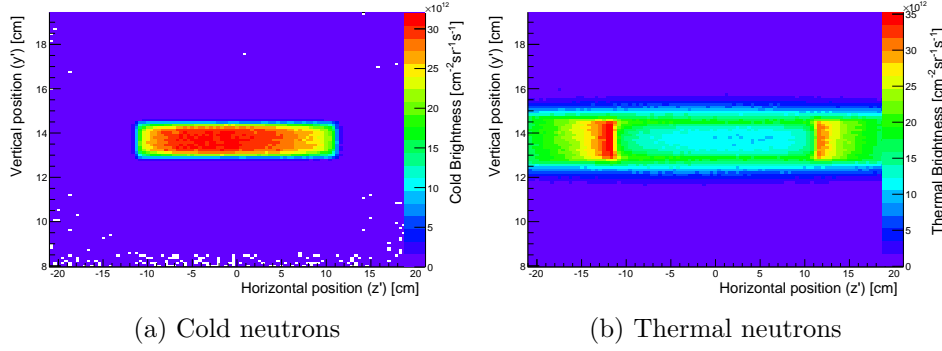 ×10¹²
Vertical position (y') [cm]
18
16
14
12
10
8
-20 -15 -10 -5 0 5 10 15 20
Horizontal position (z') [cm]
30
25
20
15
10
5
0
Cold Brightness [cm⁻²sr⁻¹s⁻¹]
(a) Cold neutrons
×10¹²
Vertical position (y') [cm]
18
16
14
12
10
8
-20 -15 -10 -5 0 5 10 15 20
Horizontal position (z') [cm]
35
30
25
20
15
10
5
0
Thermal Brightness [cm⁻²sr⁻¹s⁻¹]
(b) Thermal neutrons